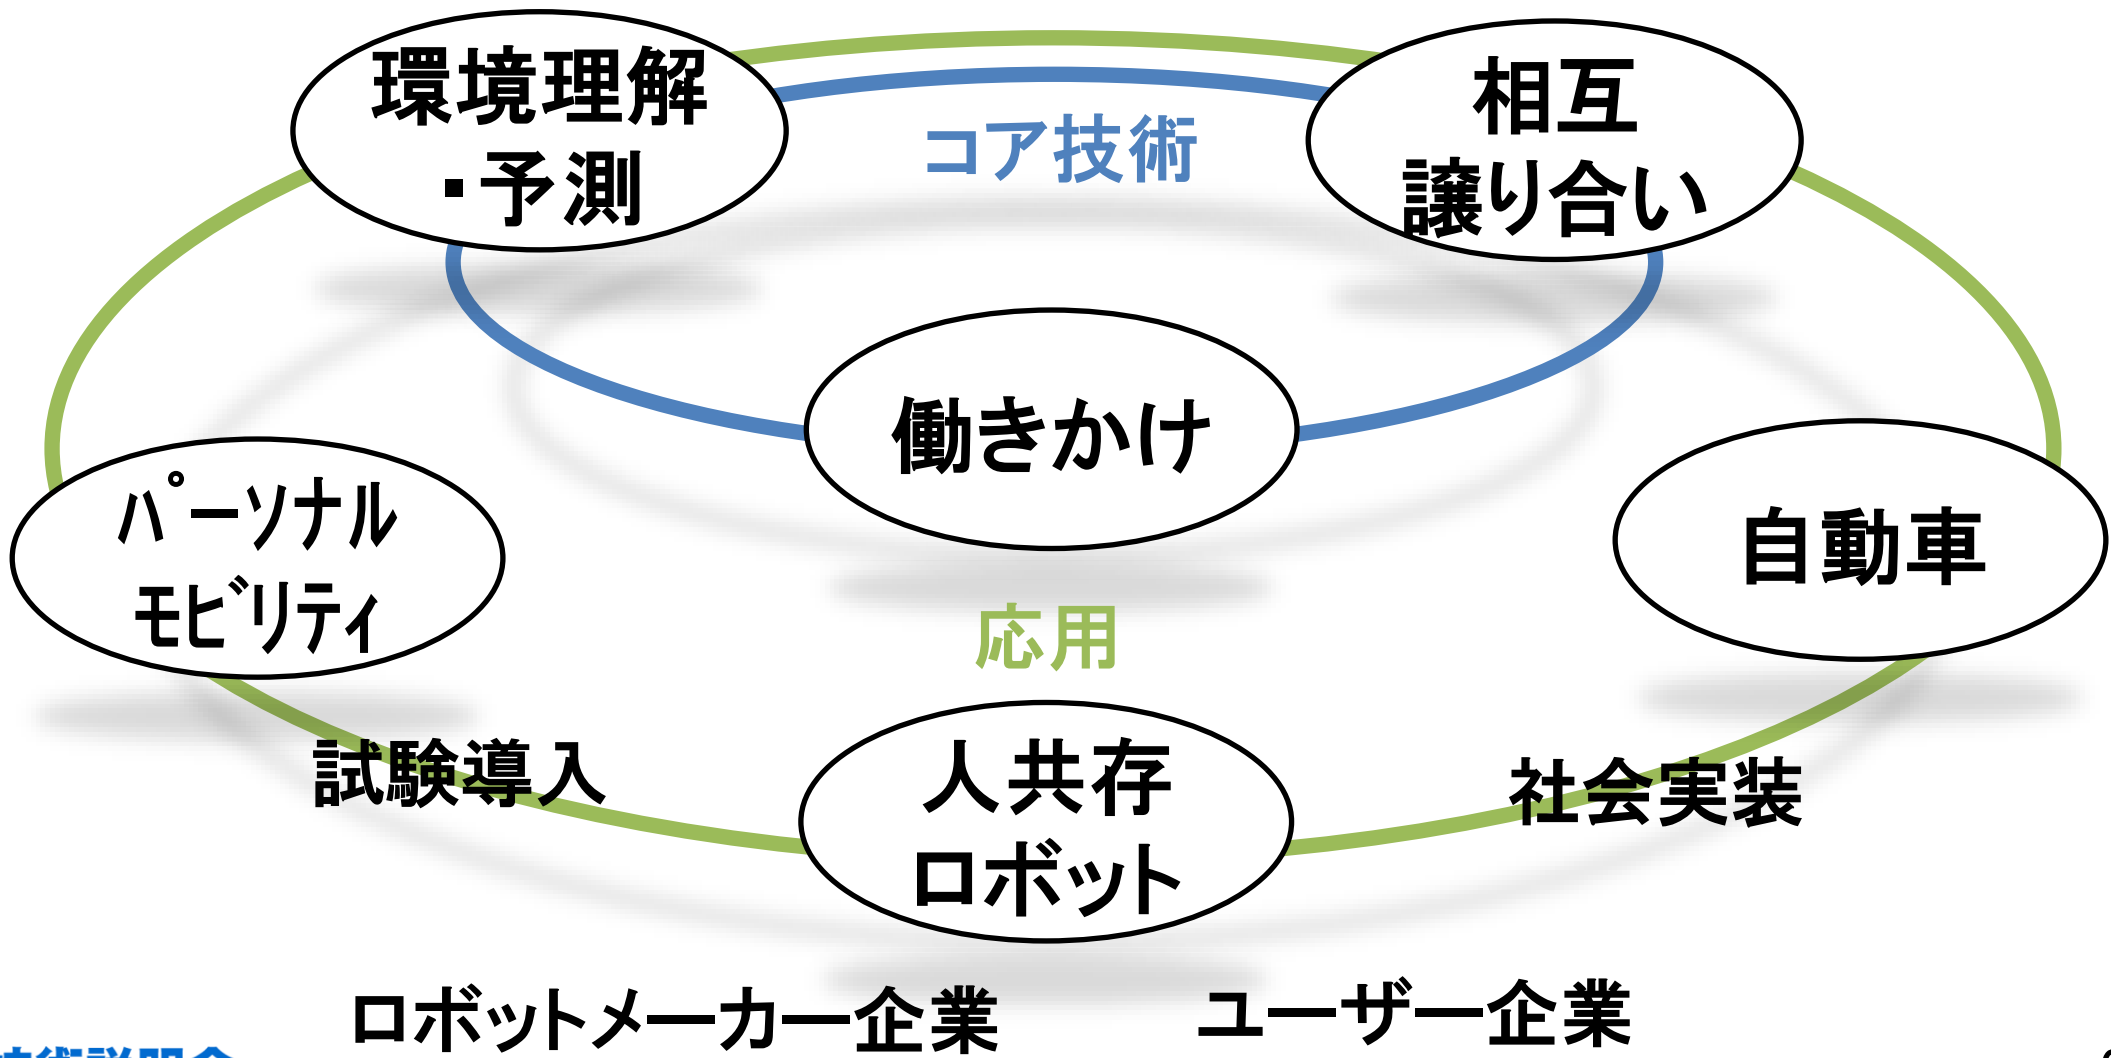 環境理解
・予測
相互
譲り合い
コア技術
働きかけ
ﾊﾟｰｿﾅﾙ
ﾓﾋﾞﾘﾃｨ
自動車
応用
人共存
ロボット
試験導入
社会実装
ロボットメーカー企業
ユーザー企業